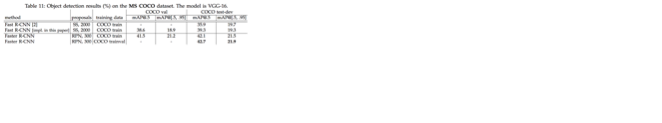 Table 11: Object detection results (%) on the MS COCO dataset. The model is VGG-16.
COCO val COCO test-dev
method proposals training data mAP@.5 mAP@[.5, .95] mAP@.5 mAP@[.5, .95]
Fast R-CNN [2] SS, 2000 COCO train - - 35.9 19.7
Fast R-CNN [impl. in this paper] SS, 2000 COCO train 38.6 18.9 39.3 19.3
Faster R-CNN RPN, 300 COCO train 41.5 21.2 42.1 21.5
Faster R-CNN RPN, 300 COCO trainval - - 42.7 21.9